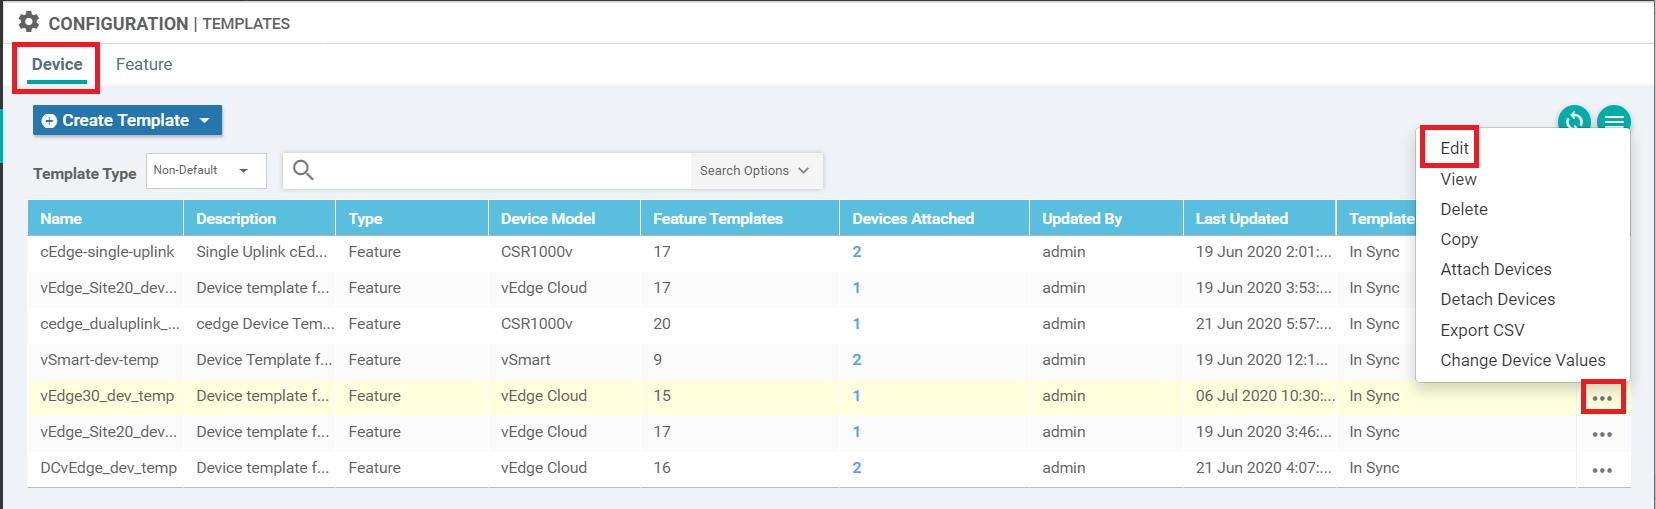 CONFIGURATION | TEMPLATES
Device Feature
Create Template
Template Type Non-Default Search Options
Name Description Type Device Model Feature Templates Devices Attached Updated By Last Updated Template
cEdge-single-uplink Single Uplink cEd... Feature CSR1000v 17 2 admin 19 Jun 2020 2:01:... In Sync
vEdge_Site20_dev... Device template f... Feature vEdge Cloud 17 1 admin 19 Jun 2020 3:53:... In Sync
cedge_dualuplink_... cedge Device Tem... Feature CSR1000v 20 1 admin 21 Jun 2020 5:57:... In Sync
vSmart-dev-temp Device Template f... Feature vSmart 9 2 admin 19 Jun 2020 12:1... In Sync
vEdge30_dev_temp Device template f... Feature vEdge Cloud 15 1 admin 06 Jul 2020 10:30:... In Sync
vEdge_Site20_dev... Device template f... Feature vEdge Cloud 17 1 admin 19 Jun 2020 3:46:... In Sync
DCvEdge_dev_temp Device template f... Feature vEdge Cloud 16 2 admin 21 Jun 2020 4:07:... In Sync
Edit
View
Delete
Copy
Attach Devices
Detach Devices
Export CSV
Change Device Values